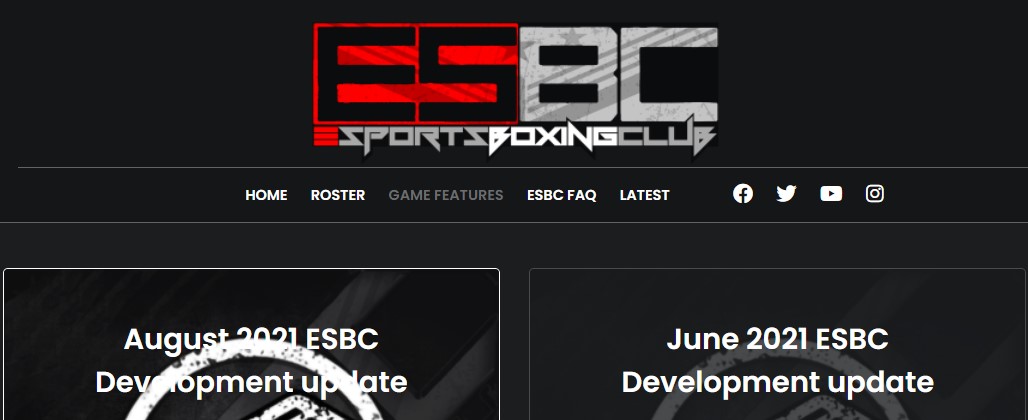 ESBC
ESPORTSBOXINGCLUB
HOME ROSTER GAME FEATURES ESBC FAQ LATEST
August 2021 ESBC June 2021 ESBC
Development update Development update